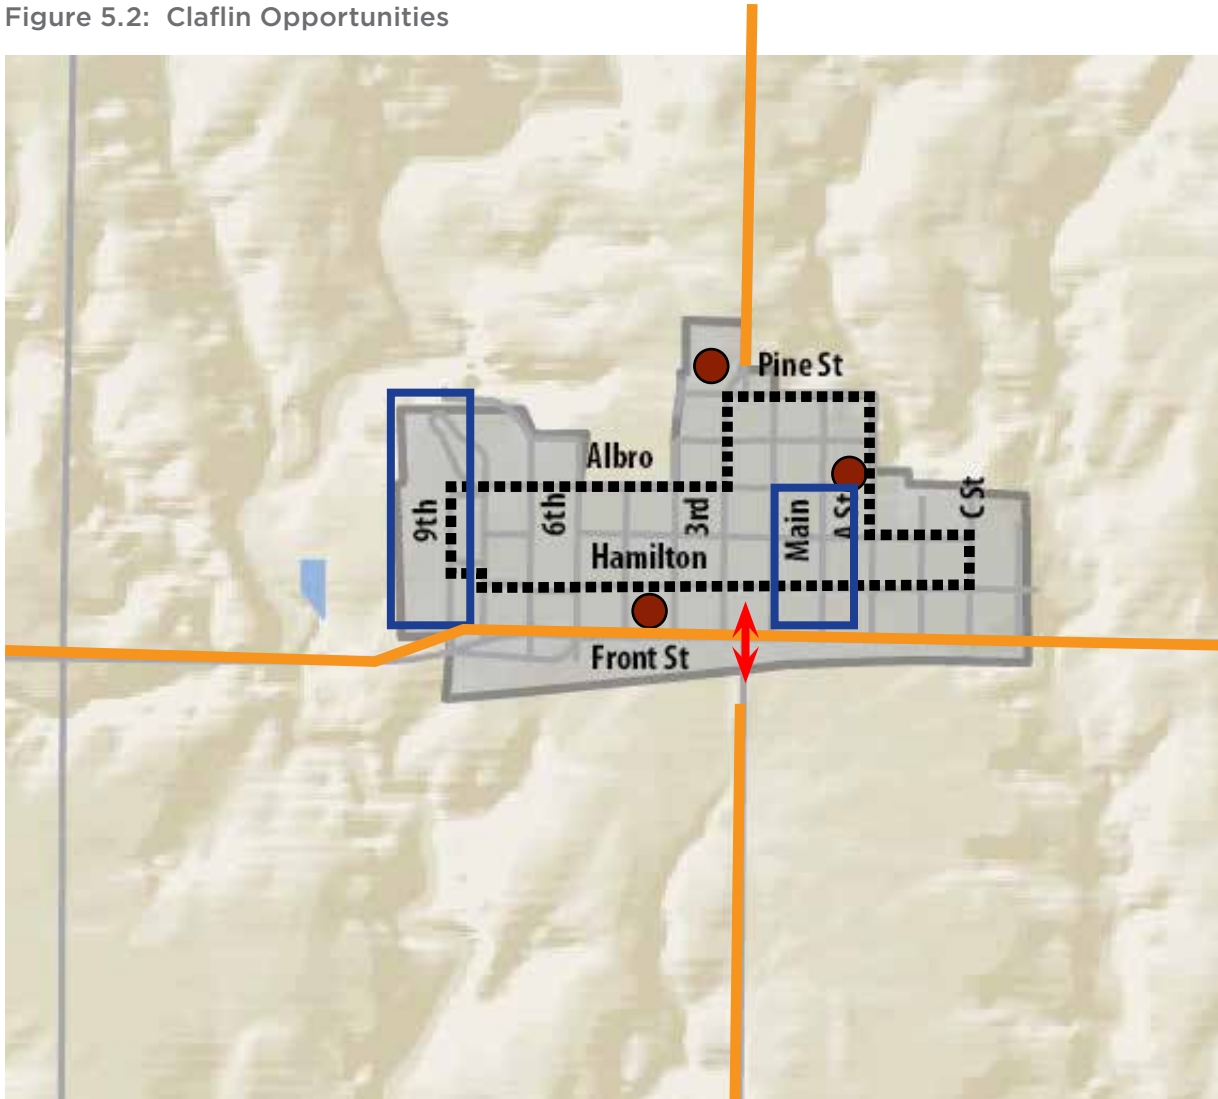 Figure 5.2: Claflin Opportunities
Pine St
Albro
9th
6th
3rd
Main
A St
C St
Hamilton
Front St